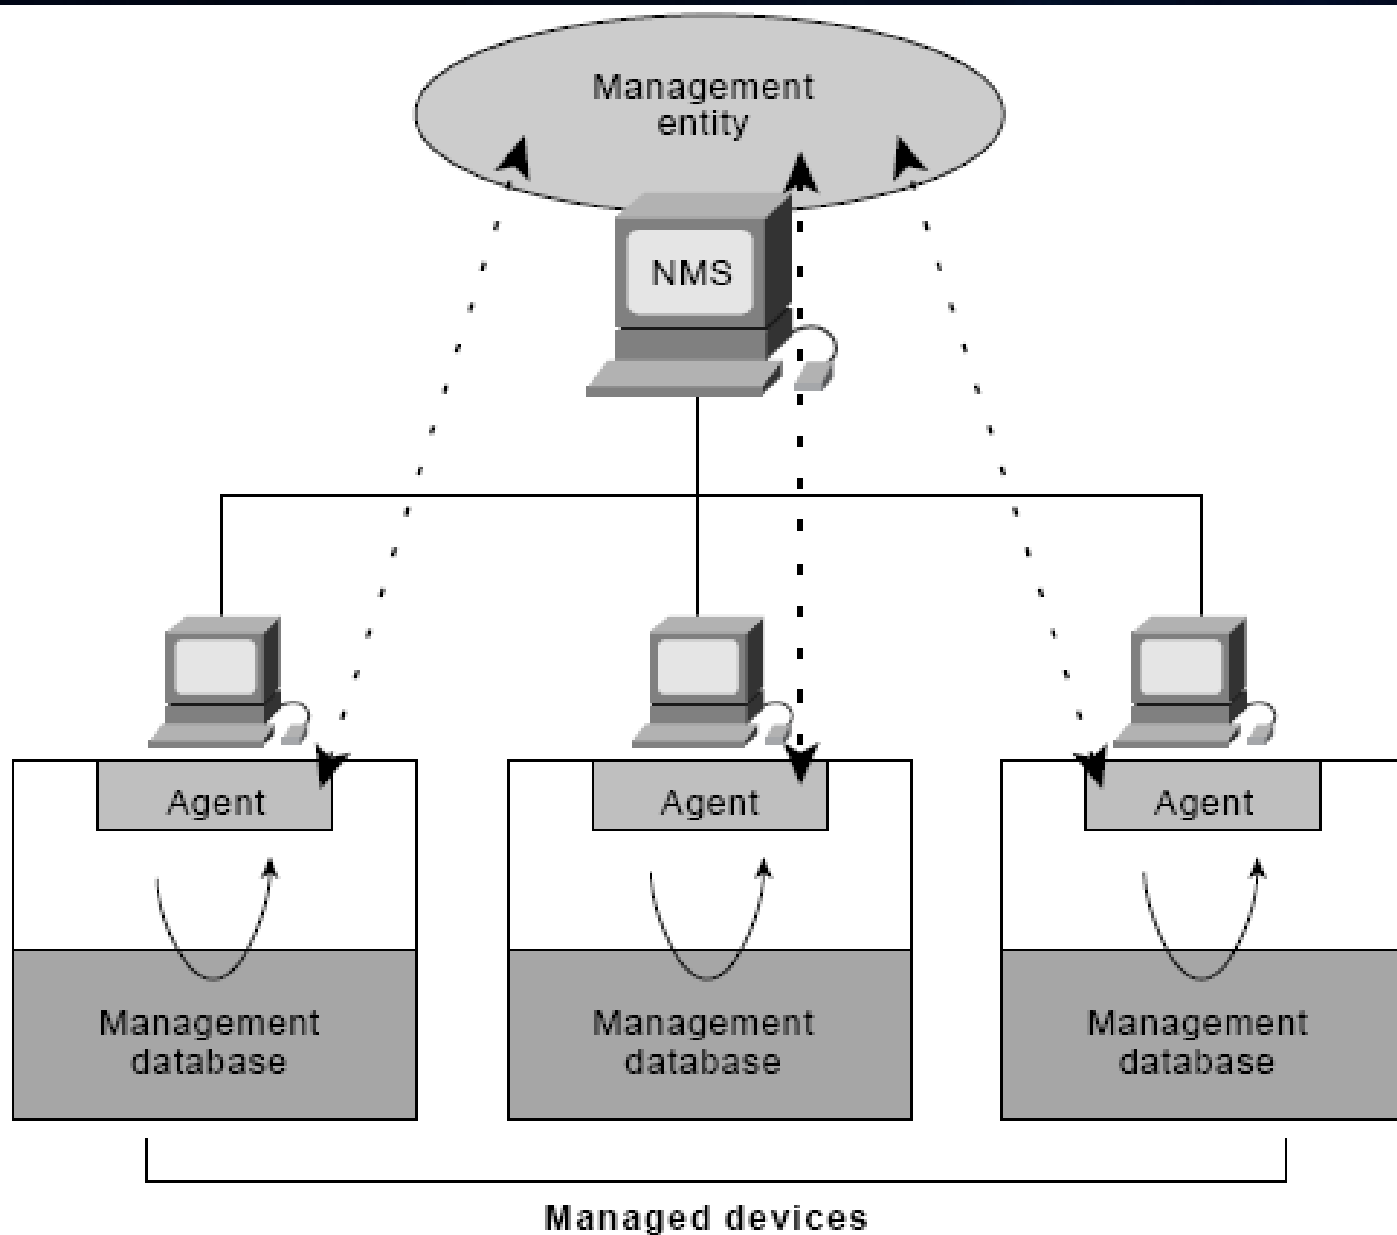 Management
entity
NMS
Agent
Agent
Agent
Management
database
Management
database
Management
database
Managed devices